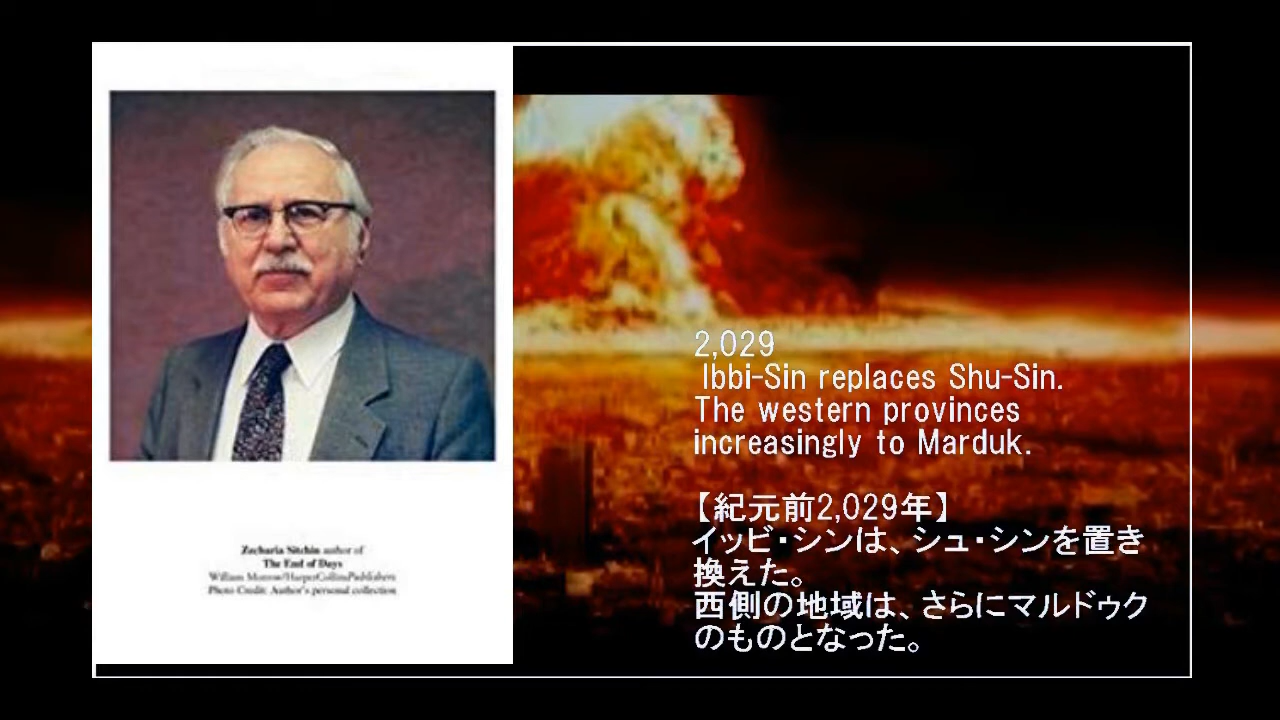 Zecharia Sitchin author of
The End of Days
William Morrow/HarperCollinsPublishers
Photo Credit: Author's personal collection
2,029
Ibbi-Sin replaces Shu-Sin.
The western provinces
increasingly to Marduk.
【紀元前2,029年】
イッビ・シンは、シュ・シンを置き
換えた。
西側の地域は、さらにマルドゥク
のものとなった。